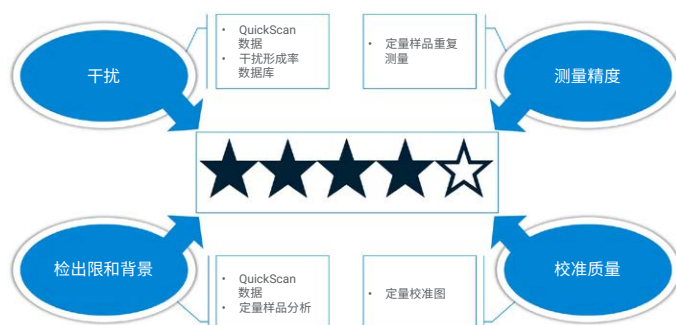 干扰
• QuickScan
数据
• 干扰形成率
数据库
• 定量样品重复
测量
测量精度
检出限和背景
• QuickScan
数据
• 定量样品分析
• 定量校准图
校准质量